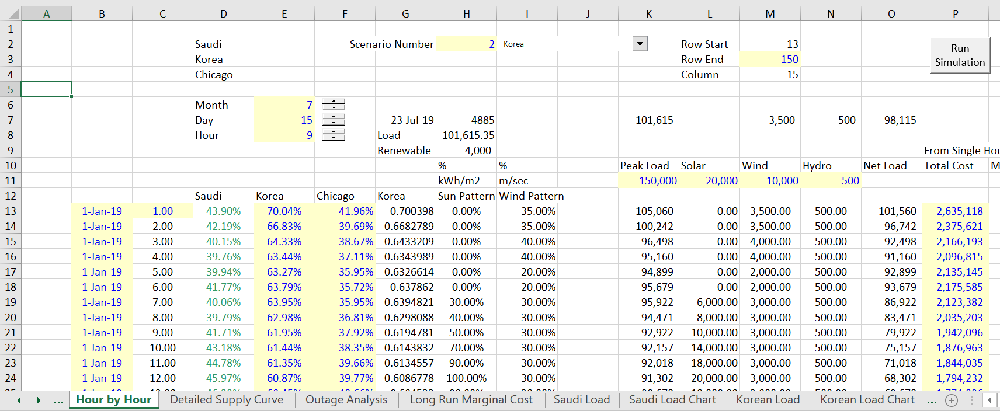 A B C D E F G H I J K L M N O P
1
2 Saudi Scenario Number 2 Korea Row Start 13 Run
3 Korea Row End 150 Simulation
4 Chicago Column 15
5
6 Month 7
7 Day 15 23-Jul-19 4885 101,615 - 3,500 500 98,115
8 Hour 9 Load 101,615.35
9 Renewable 4,000 From Single Hou
10 % % Peak Load Solar Wind Hydro Net Load Total Cost M
11 kWh/m2 m/sec 150,000 20,000 10,000 500
12 Saudi Korea Chicago Korea Sun Pattern Wind Pattern
13 1-Jan-19 1.00 43.90% 70.04% 41.96% 0.700398 0.00% 35.00% 105,060 0.00 3,500.00 500.00 101,560 2,635,118
14 1-Jan-19 2.00 42.19% 66.83% 39.69% 0.6682789 0.00% 35.00% 100,242 0.00 3,500.00 500.00 96,742 2,375,621
15 1-Jan-19 3.00 40.15% 64.33% 38.67% 0.6433209 0.00% 40.00% 96,498 0.00 4,000.00 500.00 92,498 2,166,193
16 1-Jan-19 4.00 39.76% 63.44% 37.11% 0.6343989 0.00% 40.00% 95,160 0.00 4,000.00 500.00 91,160 2,096,815
17 1-Jan-19 5.00 39.94% 63.27% 35.95% 0.6326614 0.00% 20.00% 94,899 0.00 2,000.00 500.00 92,899 2,135,145
18 1-Jan-19 6.00 41.77% 63.79% 35.72% 0.637862 0.00% 20.00% 95,679 0.00 2,000.00 500.00 93,679 2,175,585
19 1-Jan-19 7.00 40.06% 63.95% 35.95% 0.6394821 30.00% 30.00% 95,922 6,000.00 3,000.00 500.00 86,922 2,123,382
20 1-Jan-19 8.00 39.79% 62.98% 36.81% 0.6298088 40.00% 30.00% 94,471 8,000.00 3,000.00 500.00 83,471 2,035,203
21 1-Jan-19 9.00 41.71% 61.95% 37.92% 0.6194781 50.00% 30.00% 92,922 10,000.00 3,000.00 500.00 79,922 1,942,096
22 1-Jan-19 10.00 43.18% 61.44% 38.35% 0.6143832 70.00% 30.00% 92,157 14,000.00 3,000.00 500.00 75,157 1,876,963
23 1-Jan-19 11.00 44.78% 61.35% 39.66% 0.6134557 90.00% 30.00% 92,018 18,000.00 3,000.00 500.00 71,018 1,844,035
24 1-Jan-19 12.00 45.97% 60.87% 39.77% 0.6086778 100.00% 30.00% 91,302 20,000.00 3,000.00 500.00 68,302 1,794,232
... Hour by Hour Detailed Supply Curve Outage Analysis Long Run Marginal Cost Saudi Load Saudi Load Chart Korean Load Korean Load Chart ...